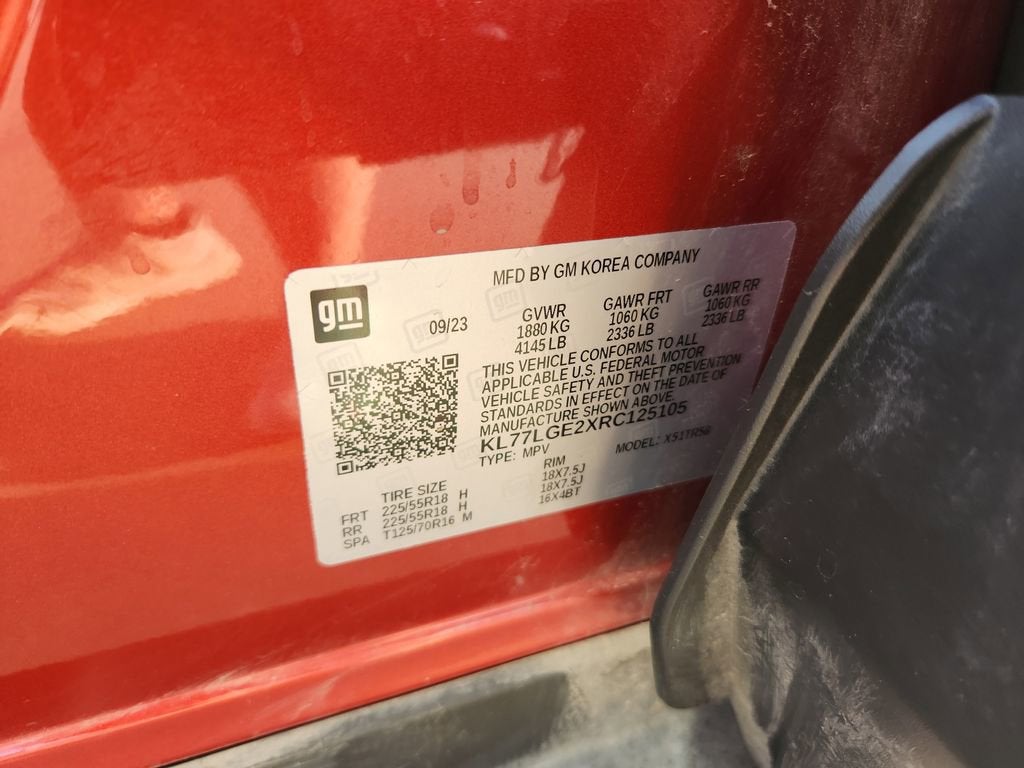 MFD BY GM KOREA COMPANY
gm
09/23
GVWR
1880 KG
4145 LB
GAWR FRT
1060 KG
2336 LB
GAWR RR
1060 KG
2336 LB
THIS VEHICLE CONFORMS TO ALL
APPLICABLE U.S. FEDERAL MOTOR
VEHICLE SAFETY AND THEFT PREVENTION
STANDARDS IN EFFECT ON THE DATE OF
MANUFACTURE SHOWN ABOVE.
KL77LGE2XRC125105
TYPE: MPV MODEL: X51TR58
TIRE SIZE RIM
FRT 225/55R18 H 18X7.5J
RR 225/55R18 H 18X7.5J
SPA T125/70R16 M 16X4BT